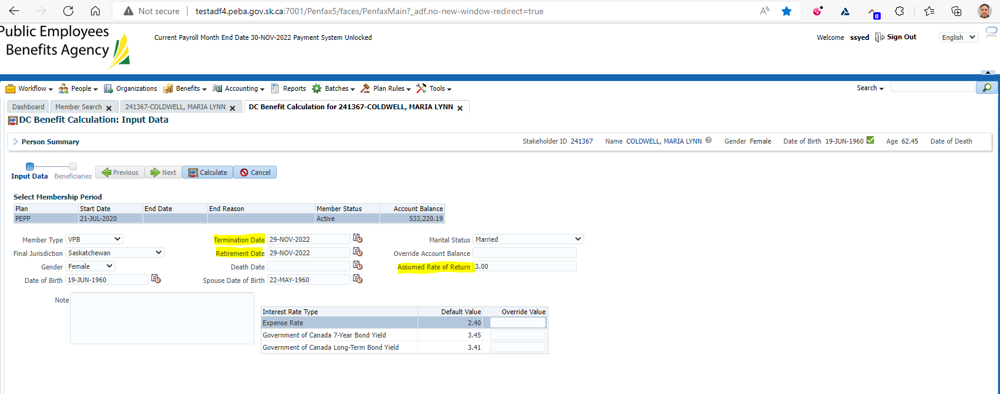 Not secure | testadf4.peba.gov.sk.ca:7001/Penfax5/faces/PenfaxMain?_adf.no-new-window-redirect=true
0
Public Employees
Benefits Agency
Current Payroll Month End Date 30-NOV-2022 Payment System Unlocked
Welcome ssyed Sign Out English
Workflow People Organizations Benefits Accounting Reports Batches Plan Rules Tools Search
Dashboard Member Search 241367-COLDWELL, MARIA LYNN DC Benefit Calculation for 241367-COLDWELL, MARIA LYNN
DC Benefit Calculation: Input Data
Person Summary Stakeholder ID 241367 Name COLDWELL, MARIA LYNN Gender Female Date of Birth 19-JUN-1960 Age 62.45 Date of Death
Input Data Beneficiaries Previous Next Calculate Cancel
Select Membership Period
Plan Start Date End Date End Reason Member Status Account Balance
PEPP 21-JUL-2020 Active 533,220.19
Member Type VPB Termination Date 29-NOV-2022 Marital Status Married
Final Jurisdiction Saskatchewan Retirement Date 29-NOV-2022 Override Account Balance
Gender Female Death Date Assumed Rate of Return 3.00
Date of Birth 19-JUN-1960 Spouse Date of Birth 22-MAY-1960
Note
Interest Rate Type Default Value Override Value
Expense Rate 2.40
Government of Canada 7-Year Bond Yield 3.45
Government of Canada Long-Term Bond Yield 3.41